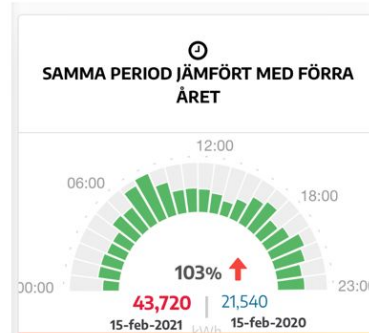 SAMMA PERIOD JÄMFÖRT MED FÖRRA
ÅRET
12:00
06:00
18:00
00:00
23:00
103%
43,720 | 21,540
15-feb-2021 kWh 15-feb-2020